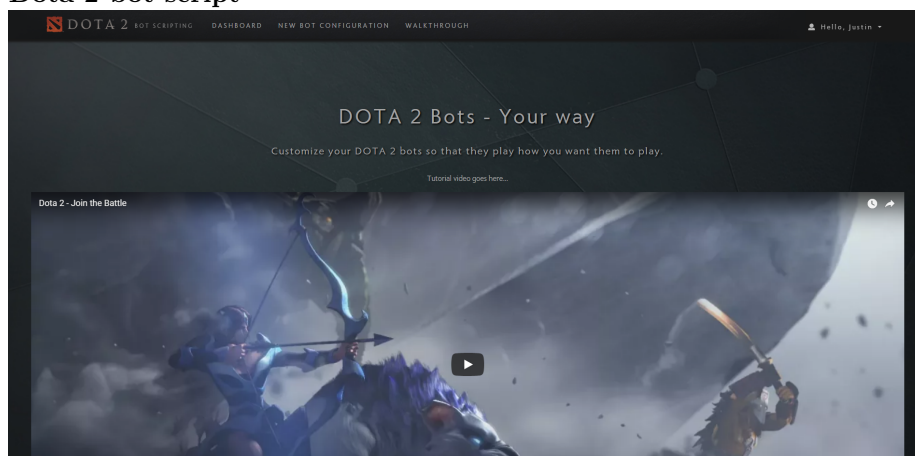 Dota 2 bot script
DOTA 2 BOT SCRIPTING DASHBOARD NEW BOT CONFIGURATION WALKTHROUGH Hello, Justin
DOTA 2 Bots - Your way
Customize your DOTA 2 bots so that they play how you want them to play.
Tutorial video goes here...
Dota 2 - Join the Battle